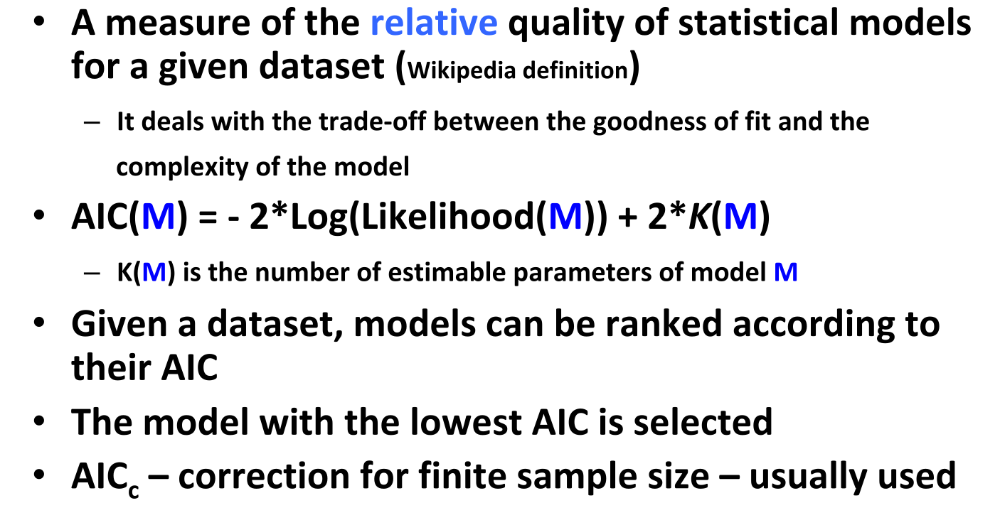 • A measure of the relative quality of statistical models
for a given dataset (Wikipedia definition)
– It deals with the trade-off between the goodness of fit and the
complexity of the model
• AIC(M) = - 2*Log(Likelihood(M)) + 2*K(M)
– K(M) is the number of estimable parameters of model M
• Given a dataset, models can be ranked according to
their AIC
• The model with the lowest AIC is selected
• AICc – correction for finite sample size – usually used